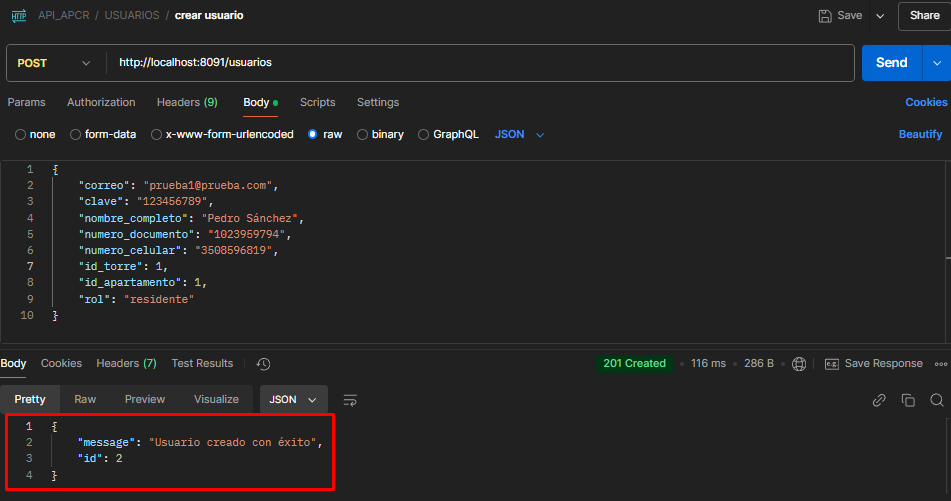 HTTP API_APCR / USUARIOS / crear usuario Save Share
POST http://localhost:8091/usuarios Send
Params Authorization Headers (9) Body Scripts Settings Cookies
none form-data x-www-form-urlencoded raw binary GraphQL JSON Beautify
1 {
2 "correo": "prueba1@prueba.com",
3 "clave": "123456789",
4 "nombre_completo": "Pedro Sánchez",
5 "numero_documento": "1023959794",
6 "numero_celular": "3508596819",
7 "id_torre": 1,
8 "id_apartamento": 1,
9 "rol": "residente"
10 }
Body Cookies Headers (7) Test Results 201 Created 116 ms 286 B e.g. Save Response
Pretty Raw Preview Visualize JSON
1 {
2 "message": "Usuario creado con éxito",
3 "id": 2
4 }